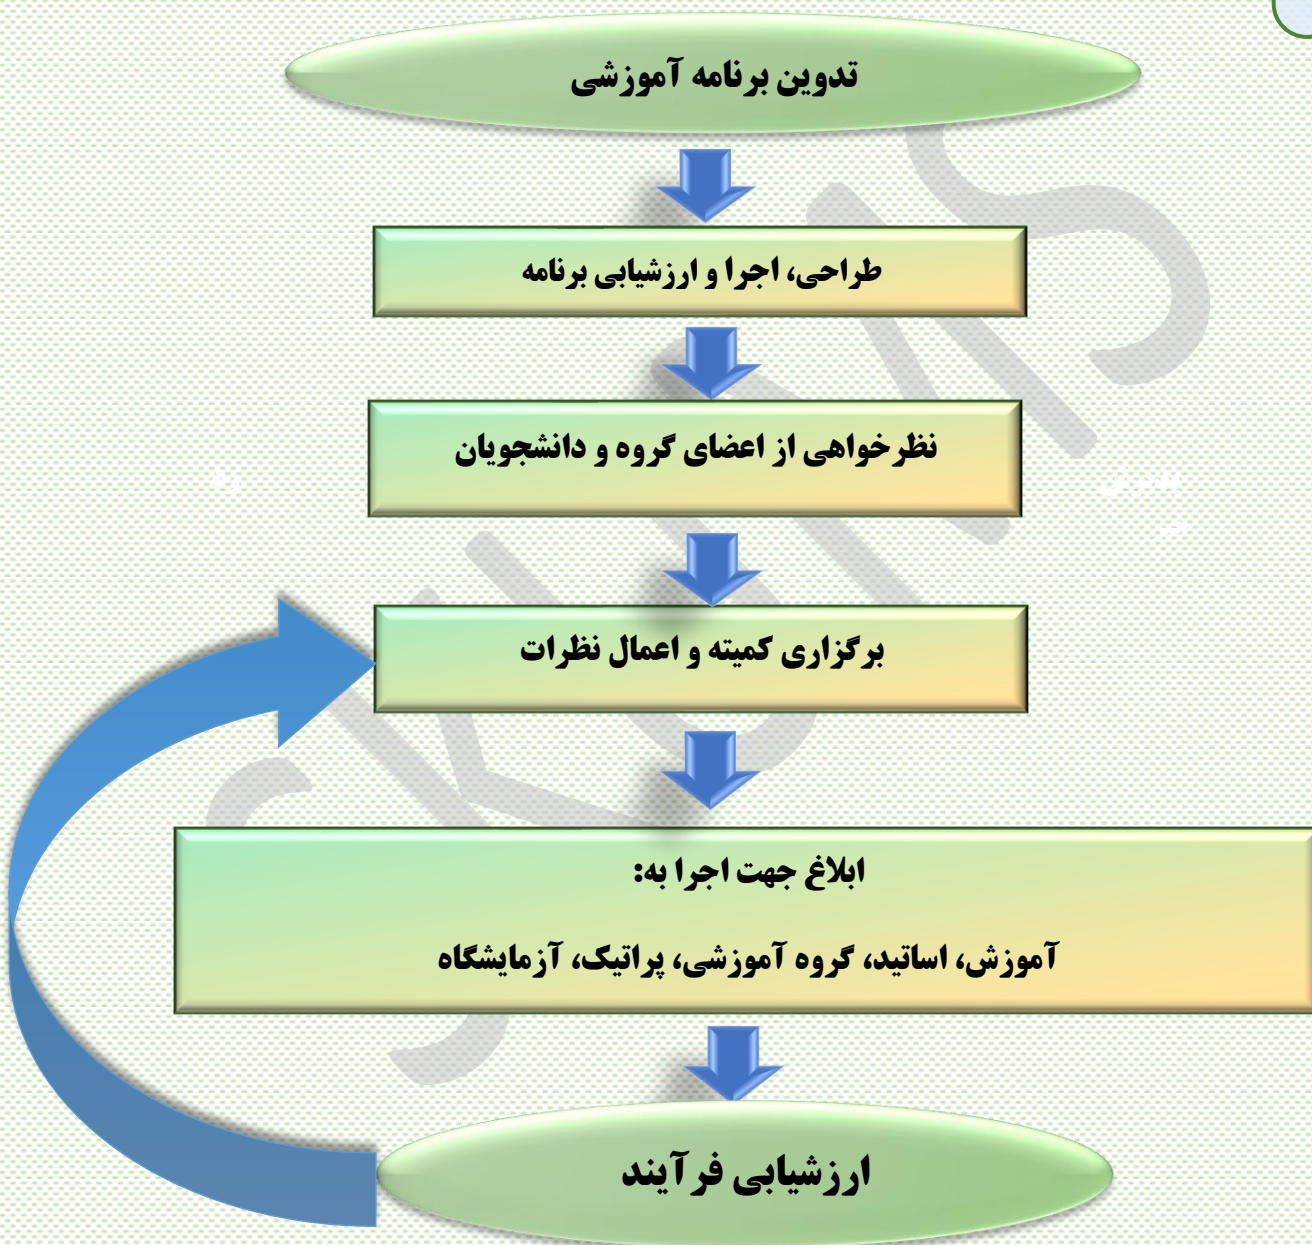 تدوین برنامه آموزشی
طراحی، اجرا و ارزشیابی برنامه
نظرخواهی از اعضای گروه و دانشجویان
برگزاری کمیته و اعمال نظرات
ابلاغ جهت اجرا به:
آموزش، اساتید، گروه آموزشی، پراتیک، آزمایشگاه
ارزشیابی فرآیند
SKUMS